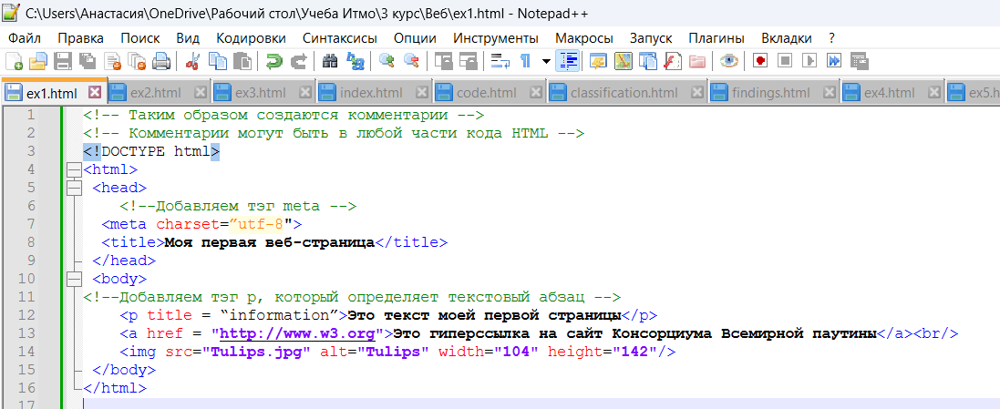 C:\Users\Анастасия\OneDrive\Рабочий стол\Учеба Итмо\3 курс\Веб\ex1.html - Notepad++
Файл Правка Поиск Вид Кодировки Синтаксисы Опции Инструменты Макросы Запуск Плагины Вкладки ?
ex1.html ex2.html ex3.html index.html code.html classification.html findings.html ex4.html ex5.h
1 <!-- Таким образом создаются комментарии -->
2 <!-- Комментарии могут быть в любой части кода HTML -->
3 <!DOCTYPE html>
4 <html>
5 <head>
6 <!--Добавляем тэг meta -->
7 <meta charset=”utf-8">
8 <title>Моя первая веб-страница</title>
9 </head>
10 <body>
11 <!--Добавляем тэг p, который определяет текстовый абзац -->
12 <p title = “information”>Это текст моей первой страницы</p>
13 <a href = "http://www.w3.org">Это гиперссылка на сайт Консорциума Всемирной паутины</a><br/>
14 <img src="Tulips.jpg" alt="Tulips" width="104" height="142"/>
15 </body>
16 </html>
17